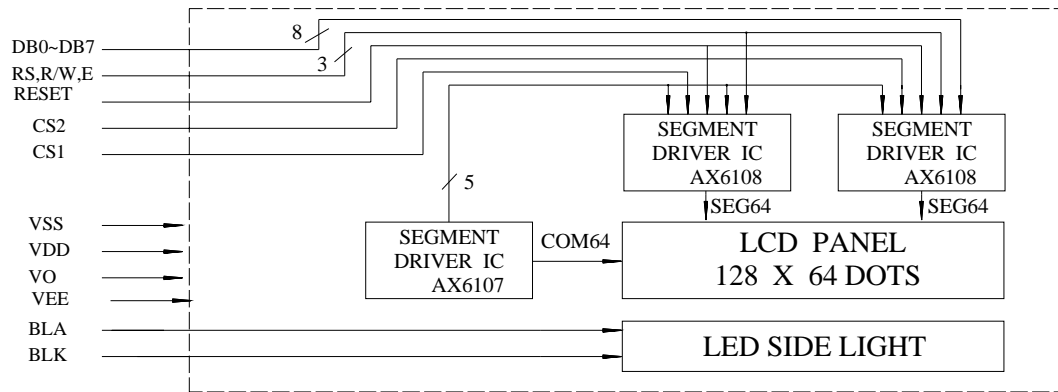 8
DB0~DB7
3
RS,R/W,E
RESET
CS2
CS1
SEGMENT
DRIVER IC
AX6108
SEGMENT
DRIVER IC
AX6108
5
SEG64
SEG64
VSS
VDD
VO
VEE
SEGMENT
DRIVER IC
AX6107
COM64
LCD PANEL
128 X 64 DOTS
BLA
BLK
LED SIDE LIGHT